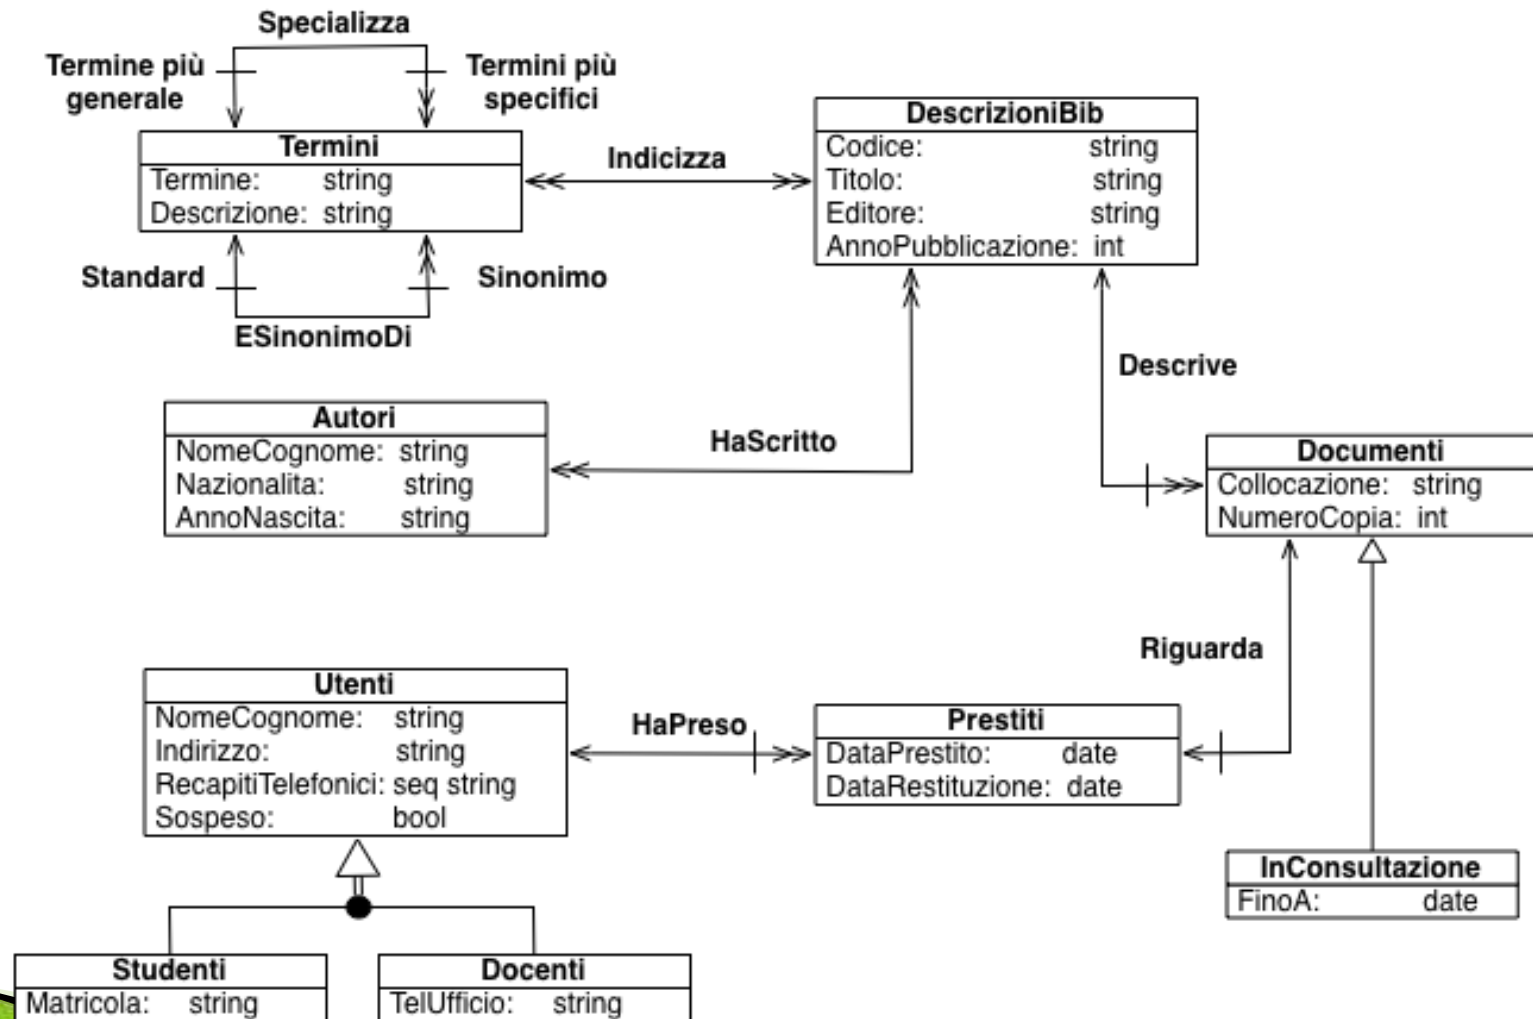 Specializza
Termine più
generale
Termini più
specifici
Termini
Termine: string
Descrizione: string
Indicizza
DescrizioniBib
Codice: string
Titolo: string
Editore: string
AnnoPubblicazione: int
Standard
Sinonimo
ESinonimoDi
Descrive
Autori
NomeCognome: string
Nazionalita: string
AnnoNascita: string
HaScritto
Documenti
Collocazione: string
NumeroCopia: int
Riguarda
Utenti
NomeCognome: string
Indirizzo: string
RecapitiTelefonici: seq string
Sospeso: bool
HaPreso
Prestiti
DataPrestito: date
DataRestituzione: date
InConsultazione
FinoA: date
Studenti
Matricola: string
Docenti
TelUfficio: string